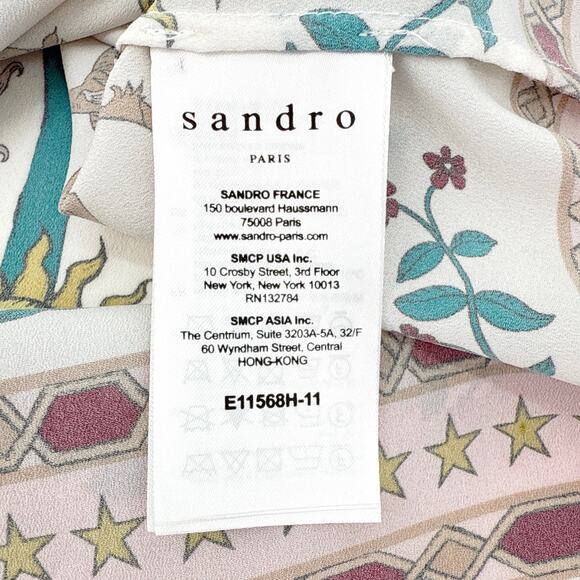 sandro
PARIS
SANDRO FRANCE
150 boulevard Haussmann
75008 Paris
www.sandro-paris.com
SMCP USA Inc.
10 Crosby Street, 3rd Floor
New York, New York 10013
RN132784
SMCP ASIA Inc.
The Centrium, Suite 3203A-5A, 32/F
60 Wyndham Street, Central
HONG-KONG
E11568H-11